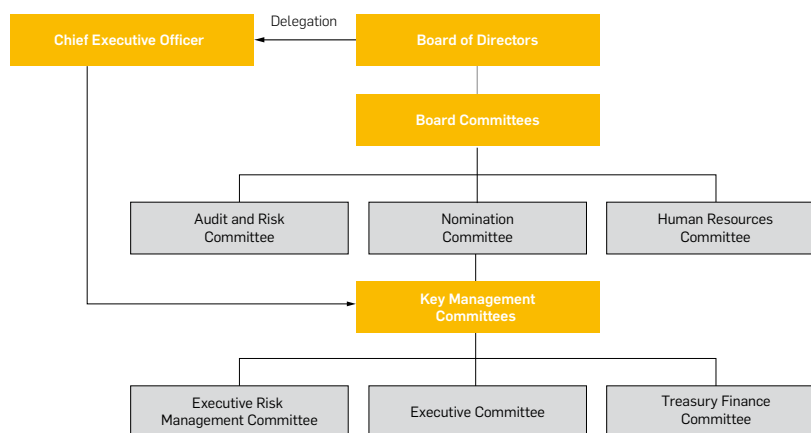 Delegation
Chief Executive Officer
Board of Directors
Board Committees
Audit and Risk
Committee
Nomination
Committee
Human Resources
Committee
Key Management
Committees
Executive Risk
Management Committee
Executive Committee
Treasury Finance
Committee